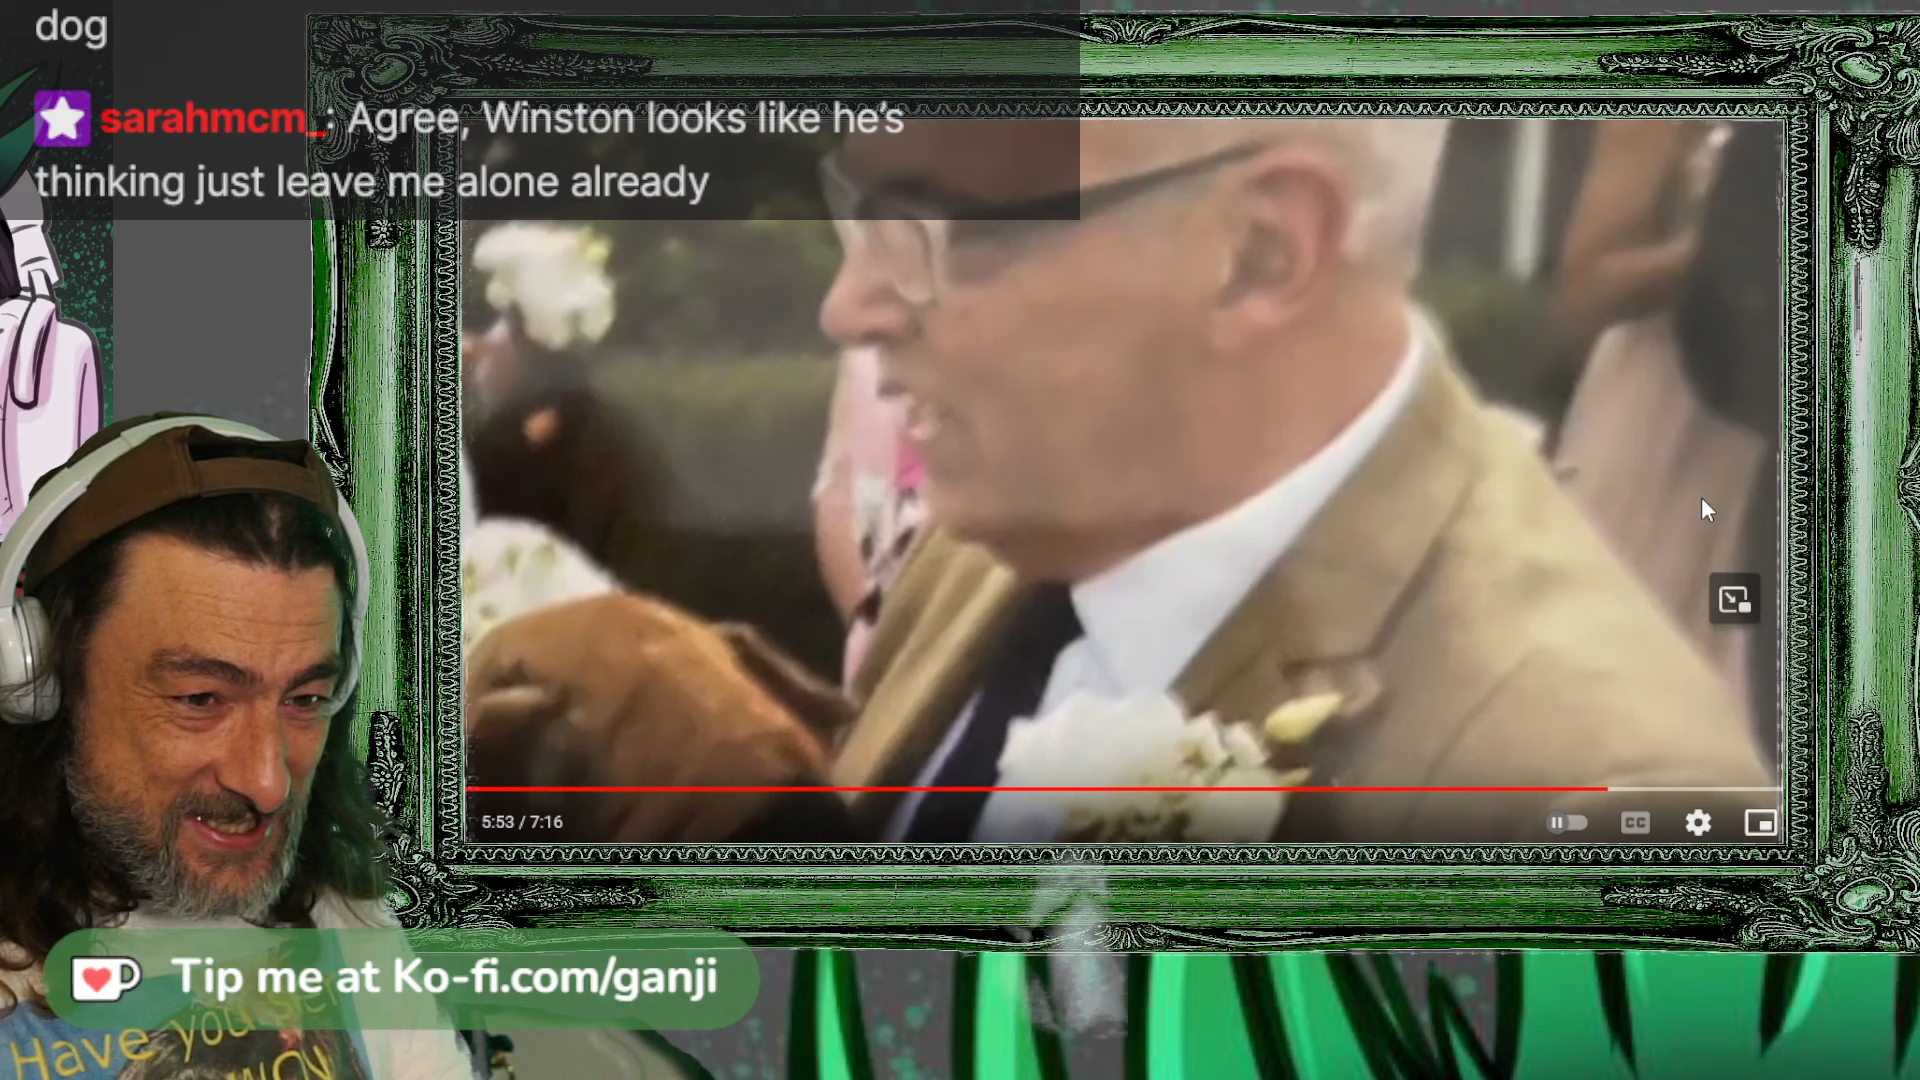 dog
sarahmcm_: Agree, Winston looks like he's
thinking just leave me alone already
5:53 / 7:16
CC
Tip me at Ko-fi.com/ganji
Have you